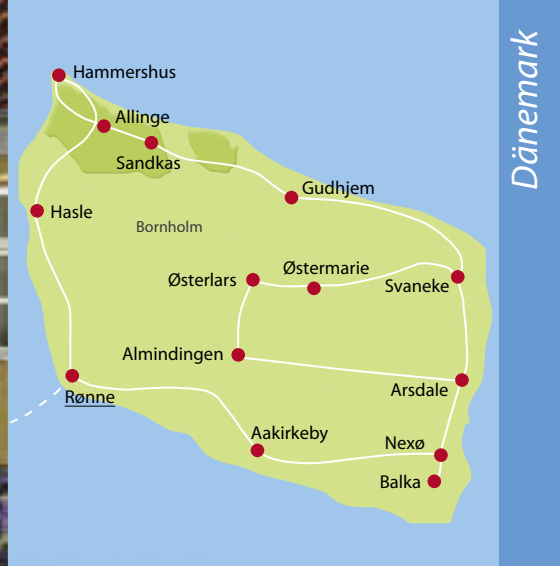 Hammershus
Allinge
Sandkas
Gudhjem
Hasle
Bornholm
Østermarie
Østerlars
Svaneke
Almindingen
Arsdale
Rønne
Aakirkeby
Nexø
Balka
Dänemark